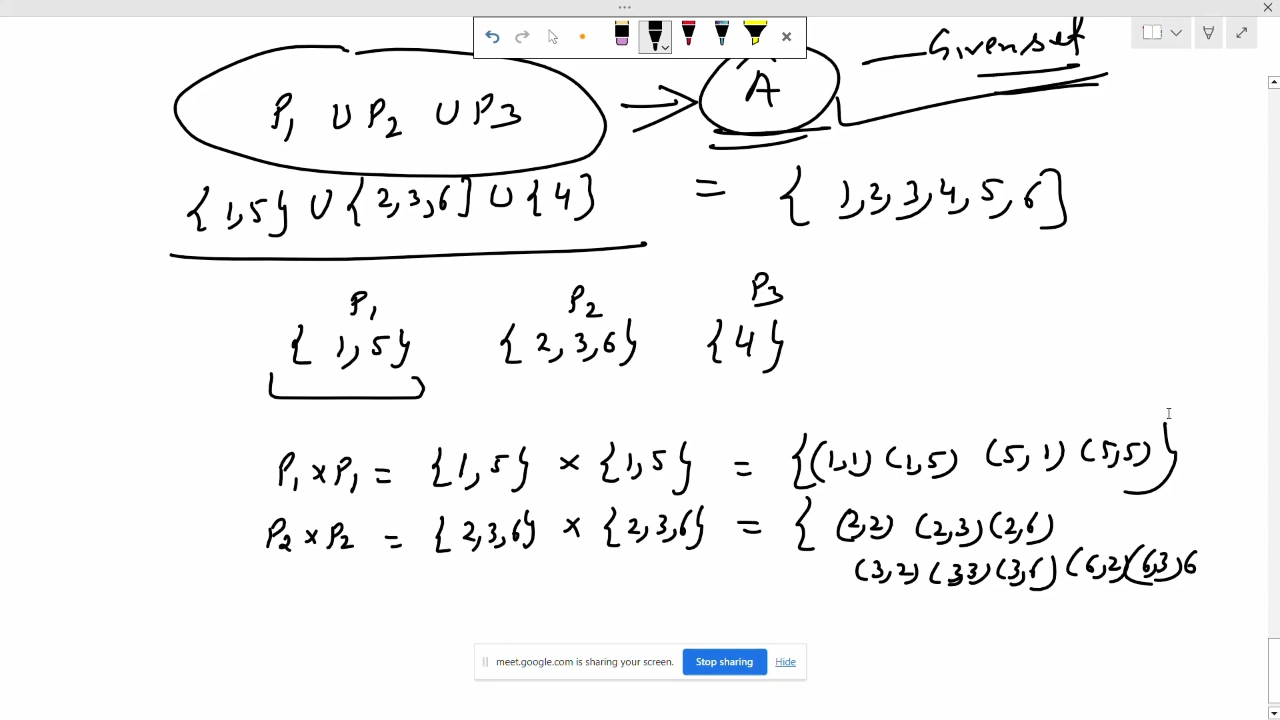 Given set
P1 ∪ P2 ∪ P3 => A
{1,5} ∪ {2,3,6] ∪ {4} = { 1,2,3,4,5,6]
P1 P2 P3
{ 1,5} { 2,3,6} {4}
P1 × P1 = {1,5} × {1,5} = {(1,1) (1,5) (5,1) (5,5)}
P2 × P2 = {2,3,6} × {2,3,6} = { (2,2) (2,3) (2,6)
(3,2) (3,3) (3,6) (6,2) (6,3) 6
meet.google.com is sharing your screen. Stop sharing Hide